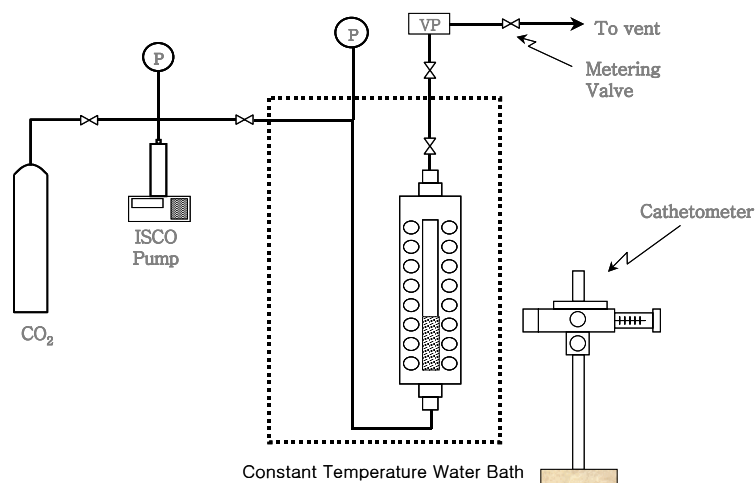 P
VP
To vent
P
Metering
Valve
Cathetometer
ISCO
Pump
CO₂
Constant Temperature Water Bath